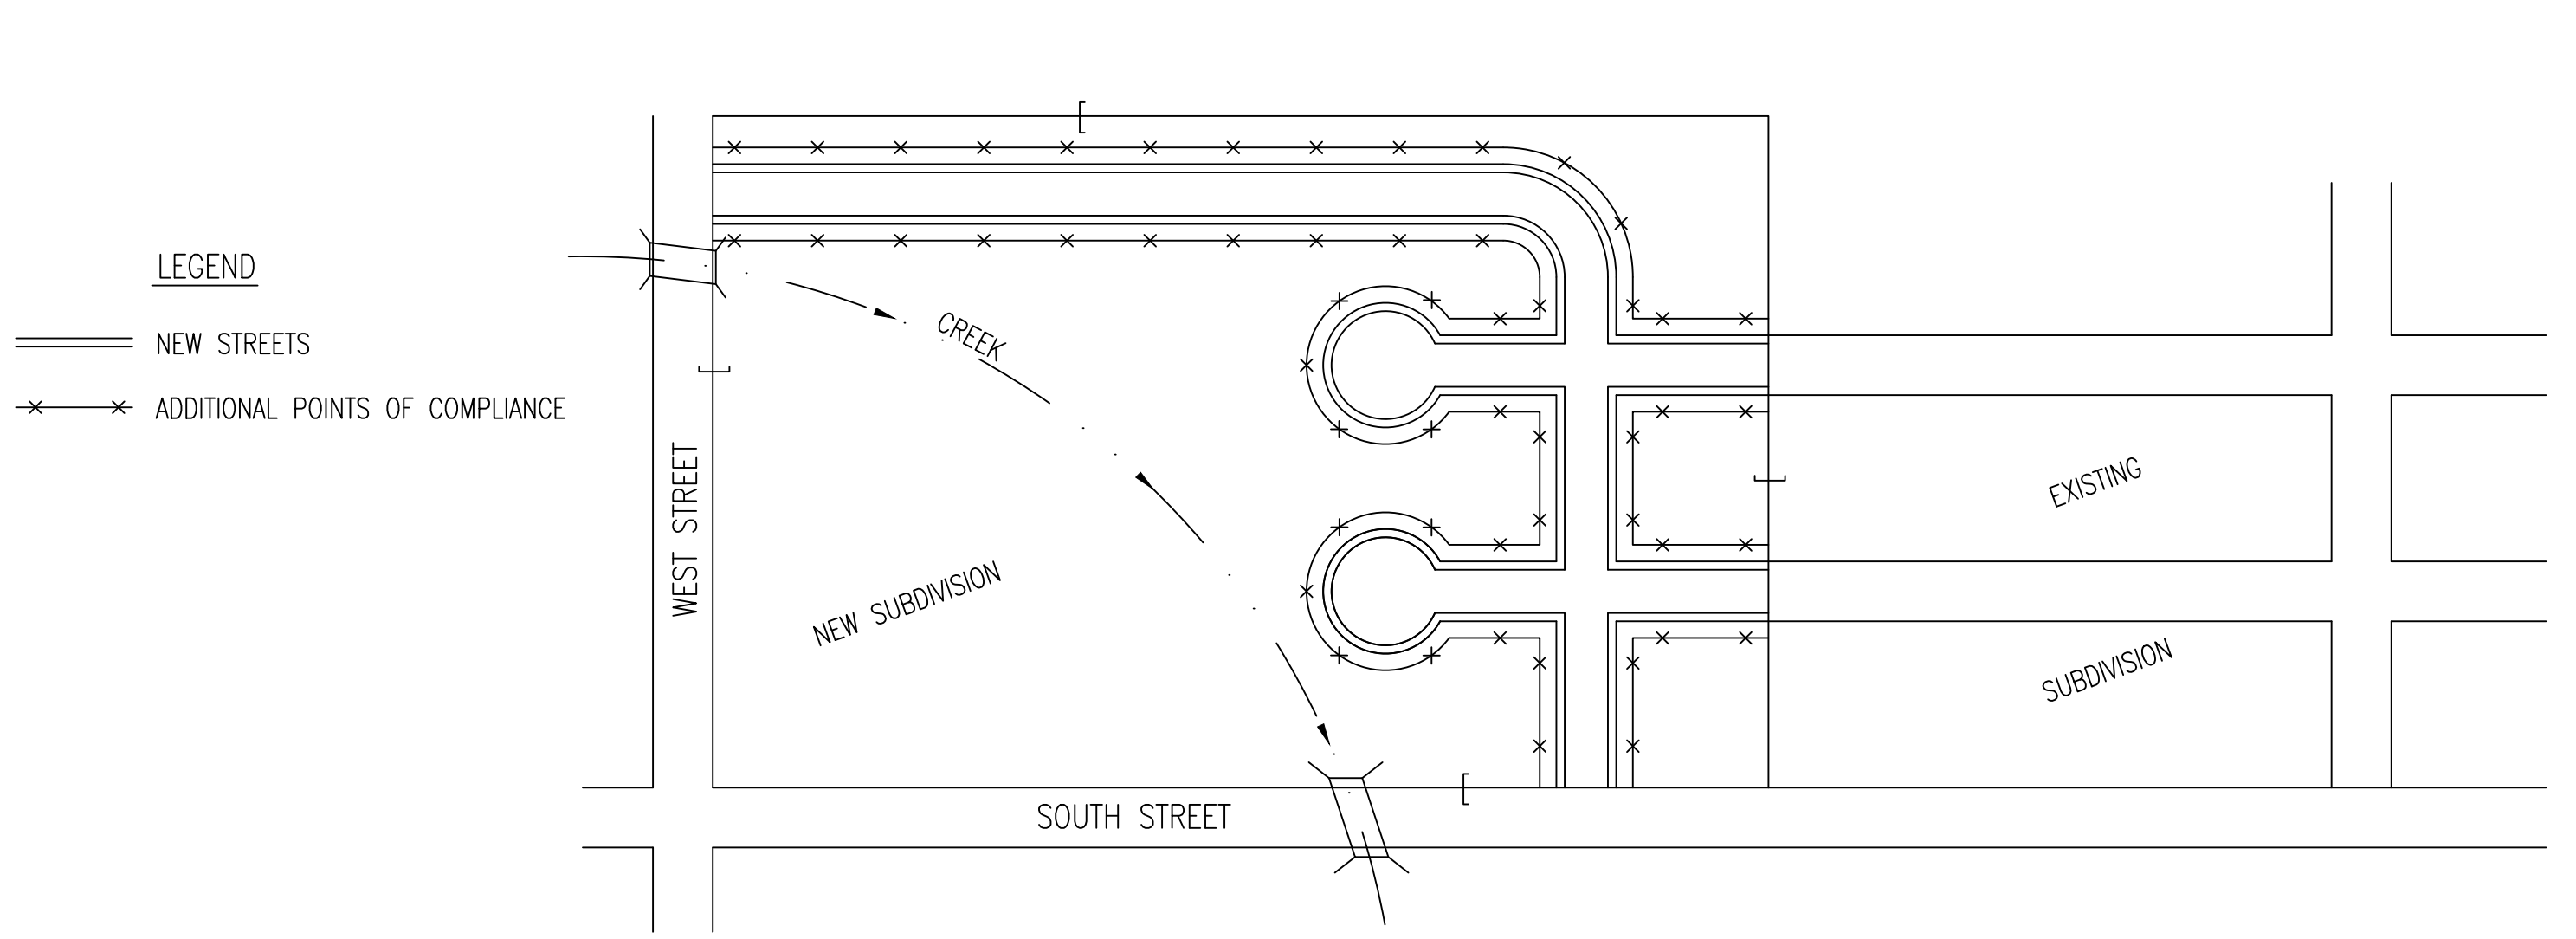 LEGEND
NEW STREETS
ADDITIONAL POINTS OF COMPLIANCE
CREEK
WEST STREET
NEW SUBDIVISION
SOUTH STREET
EXISTING
SUBDIVISION